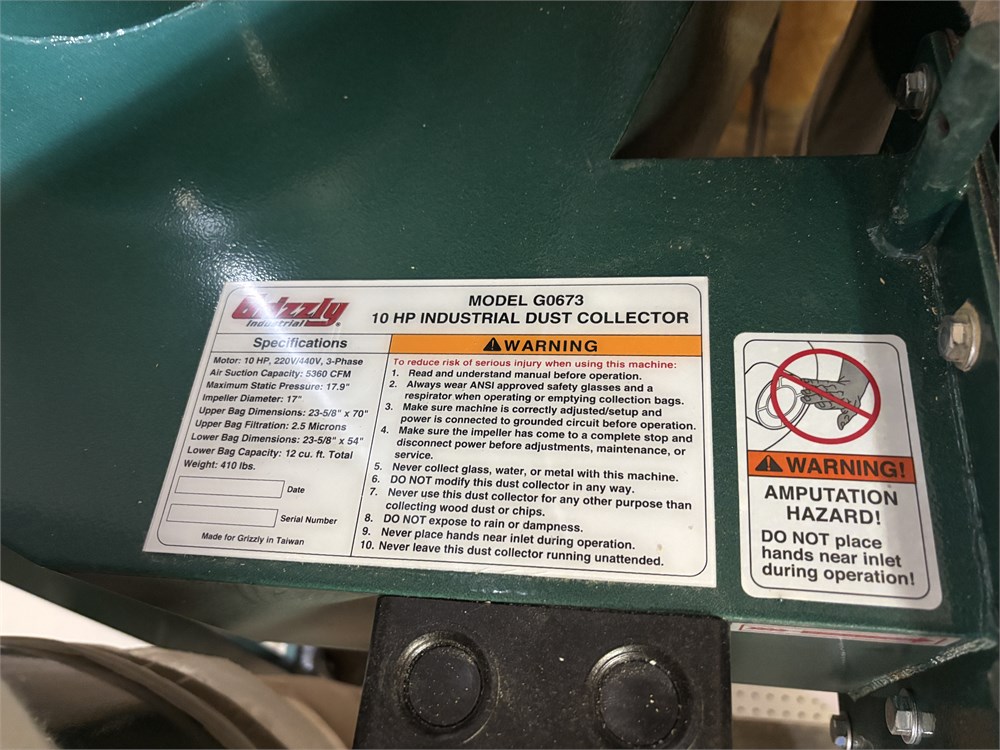 Grizzly
Industrial®
MODEL G0673
10 HP INDUSTRIAL DUST COLLECTOR
Specifications
Motor: 10 HP, 220V/440V, 3-Phase
Air Suction Capacity: 5360 CFM
Maximum Static Pressure: 17.9"
Impeller Diameter: 17"
Upper Bag Dimensions: 23-5/8" x 70"
Upper Bag Filtration: 2.5 Microns
Lower Bag Dimensions: 23-5/8" x 54"
Lower Bag Capacity: 12 cu. ft. Total
Weight: 410 lbs.
Date
Serial Number
Made for Grizzly in Taiwan
WARNING
To reduce risk of serious injury when using this machine:
1. Read and understand manual before operation.
2. Always wear ANSI approved safety glasses and a
respirator when operating or emptying collection bags.
3. Make sure machine is correctly adjusted/setup and
power is connected to grounded circuit before operation.
4. Make sure the impeller has come to a complete stop and
disconnect power before adjustments, maintenance, or
service.
5. Never collect glass, water, or metal with this machine.
6. DO NOT modify this dust collector in any way.
7. Never use this dust collector for any other purpose than
collecting wood dust or chips.
8. DO NOT expose to rain or dampness.
9. Never place hands near inlet during operation.
10. Never leave this dust collector running unattended.
WARNING!
AMPUTATION
HAZARD!
DO NOT place
hands near inlet
during operation!